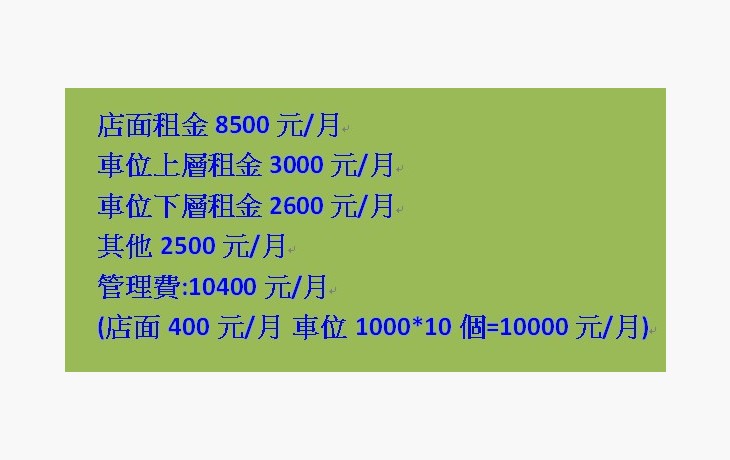 店面租金 8500 元/月
車位上層租金 3000 元/月
車位下層租金 2600 元/月
其他 2500 元/月
管理費:10400 元/月
(店面 400 元/月 車位 1000*10 個=10000 元/月)